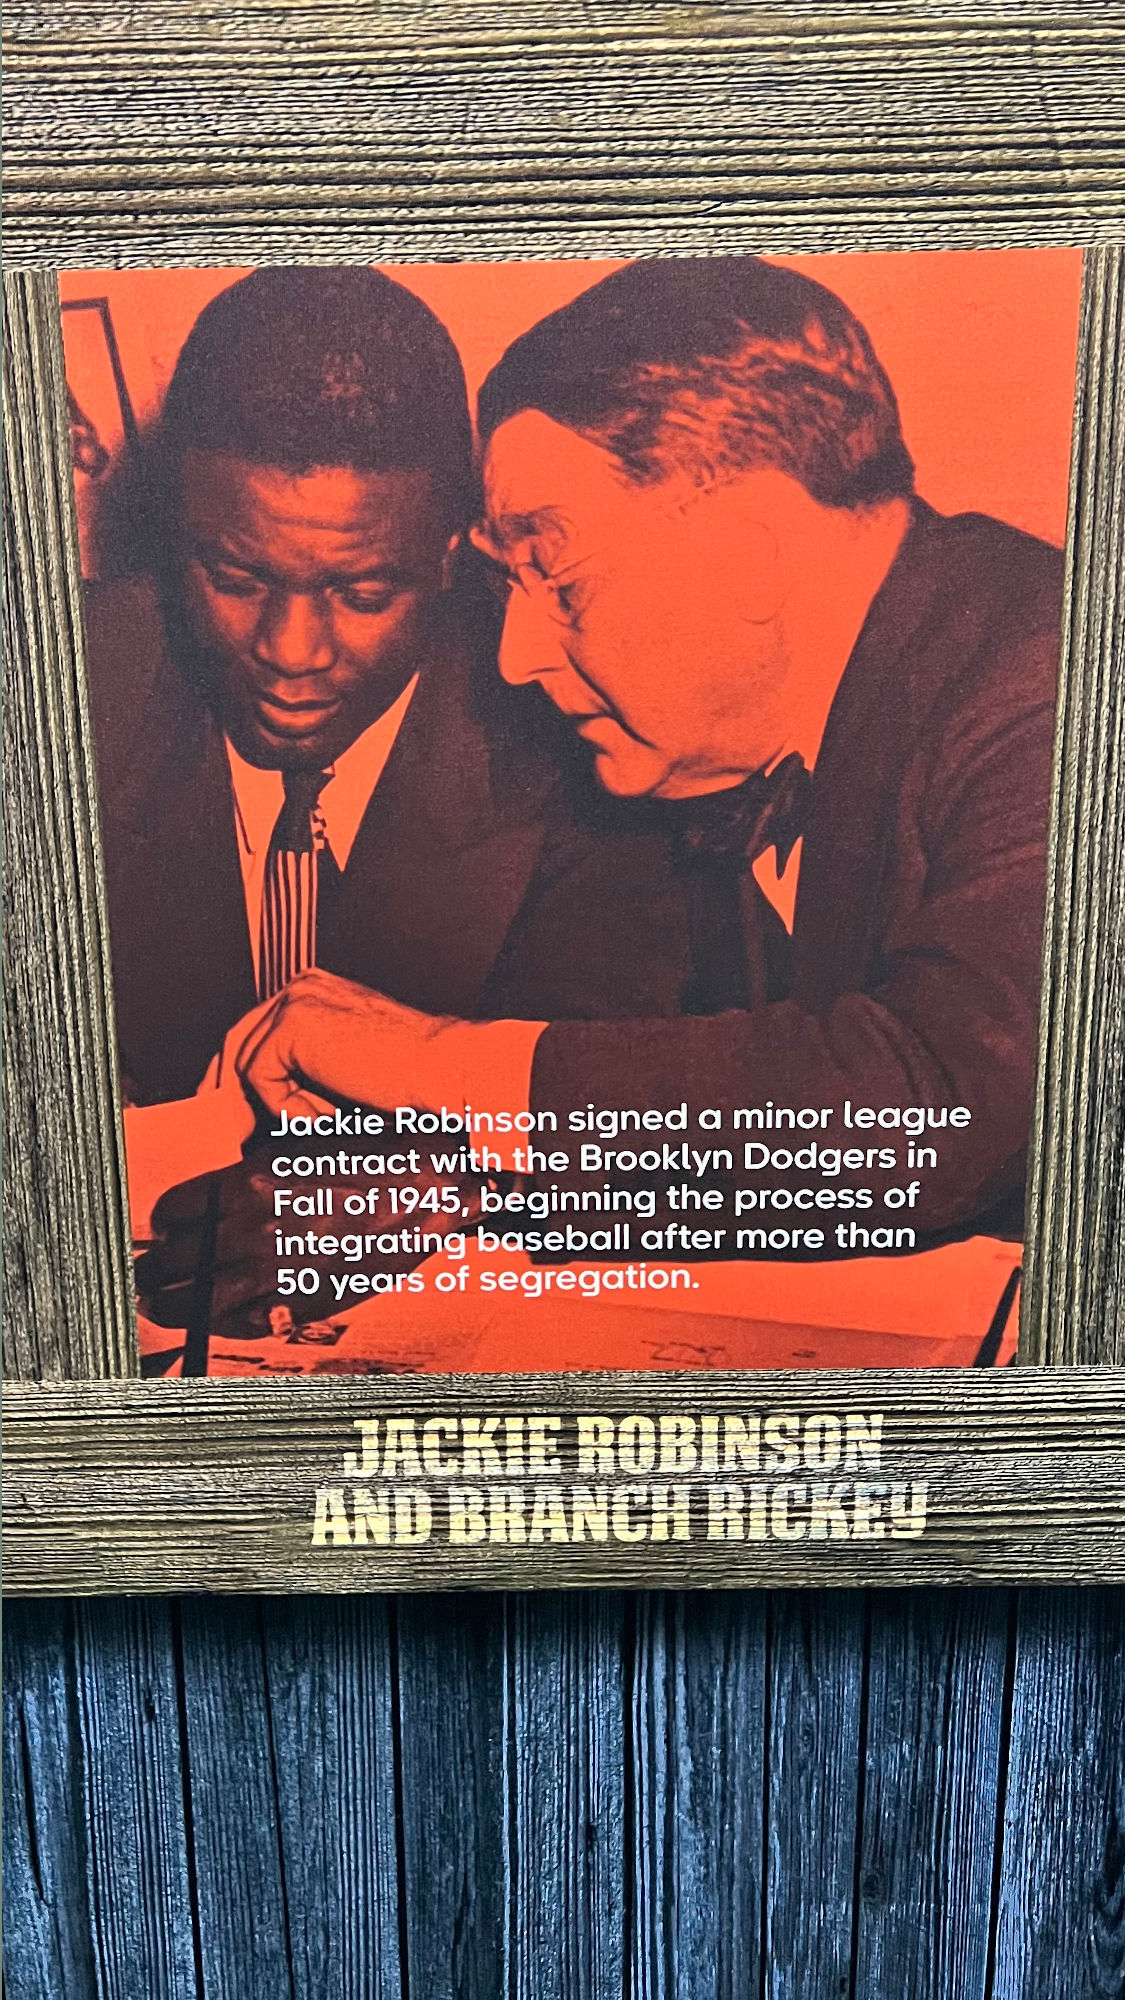 Jackie Robinson signed a minor league
contract with the Brooklyn Dodgers in
Fall of 1945, beginning the process of
integrating baseball after more than
50 years of segregation.
JACKIE ROBINSON
AND BRANCH RICKEY